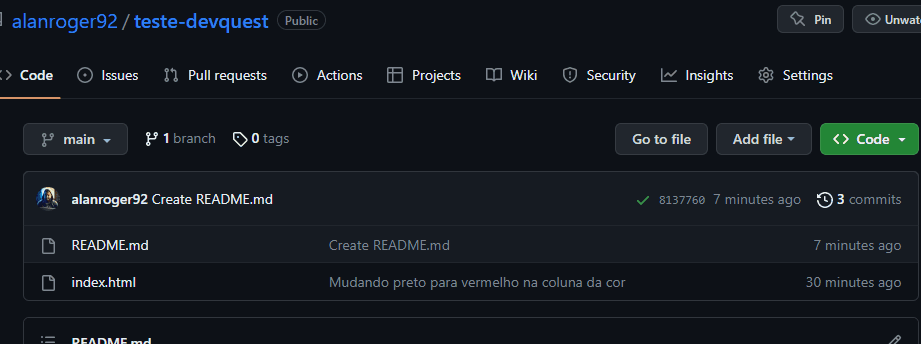 alanroger92 / teste-devquest Public Pin Unwatc
Code Issues Pull requests Actions Projects Wiki Security Insights Settings
main 1 branch 0 tags Go to file Add file Code
alanroger92 Create README.md 8137760 7 minutes ago 3 commits
README.md Create README.md 7 minutes ago
index.html Mudando preto para vermelho na coluna da cor 30 minutes ago
README.md